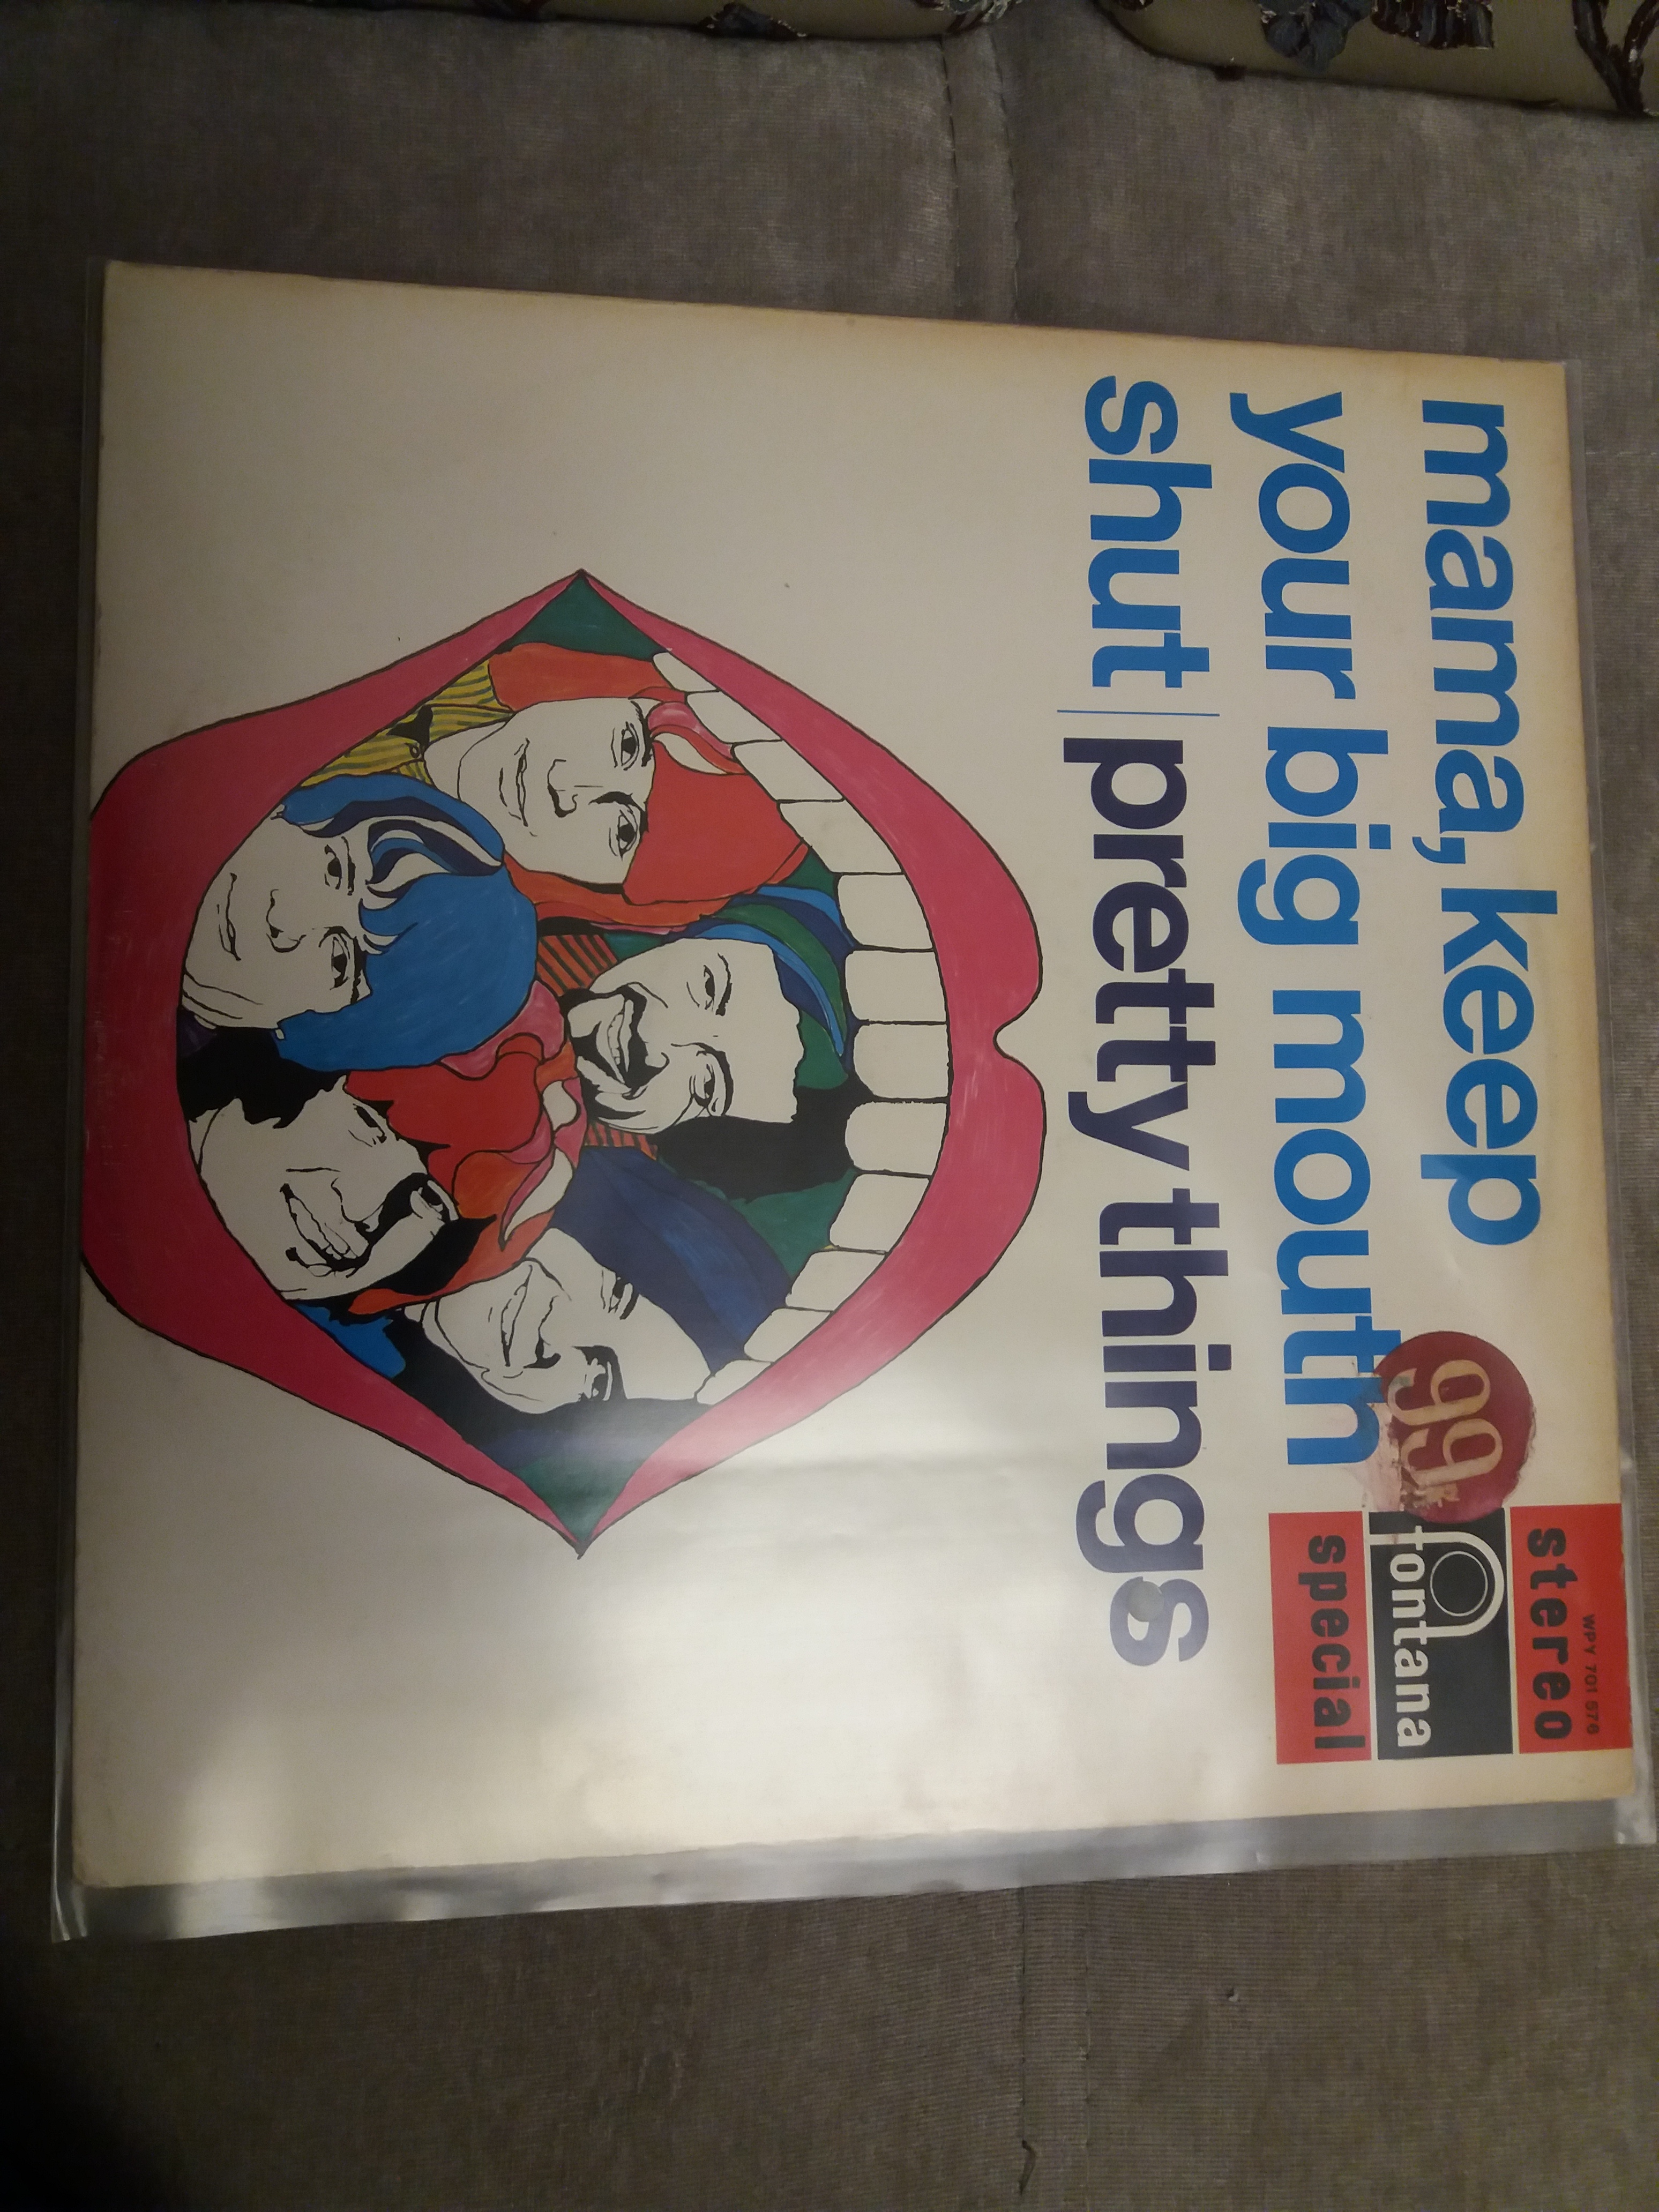 mama, keep
your big mouth
shut | pretty things
99
WPY 701 576
stereo
fontana
special